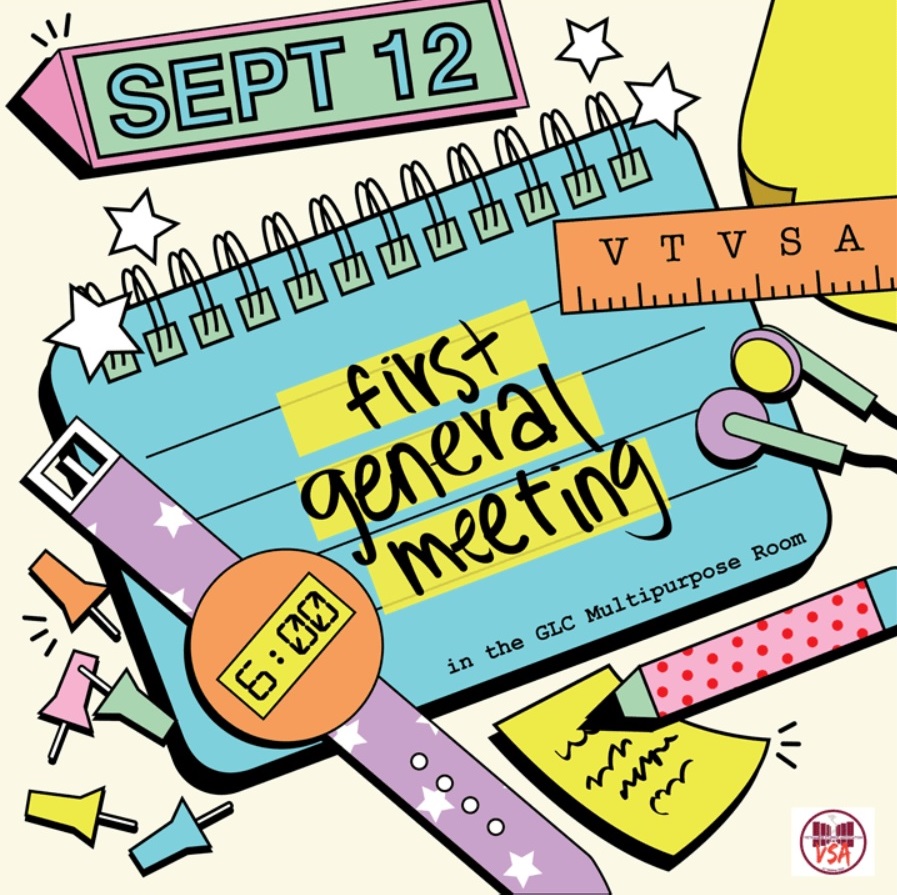 SEPT 12
VTVSA
first
general
meeting
in the GLC Multipurpose Room
6:00
VSA